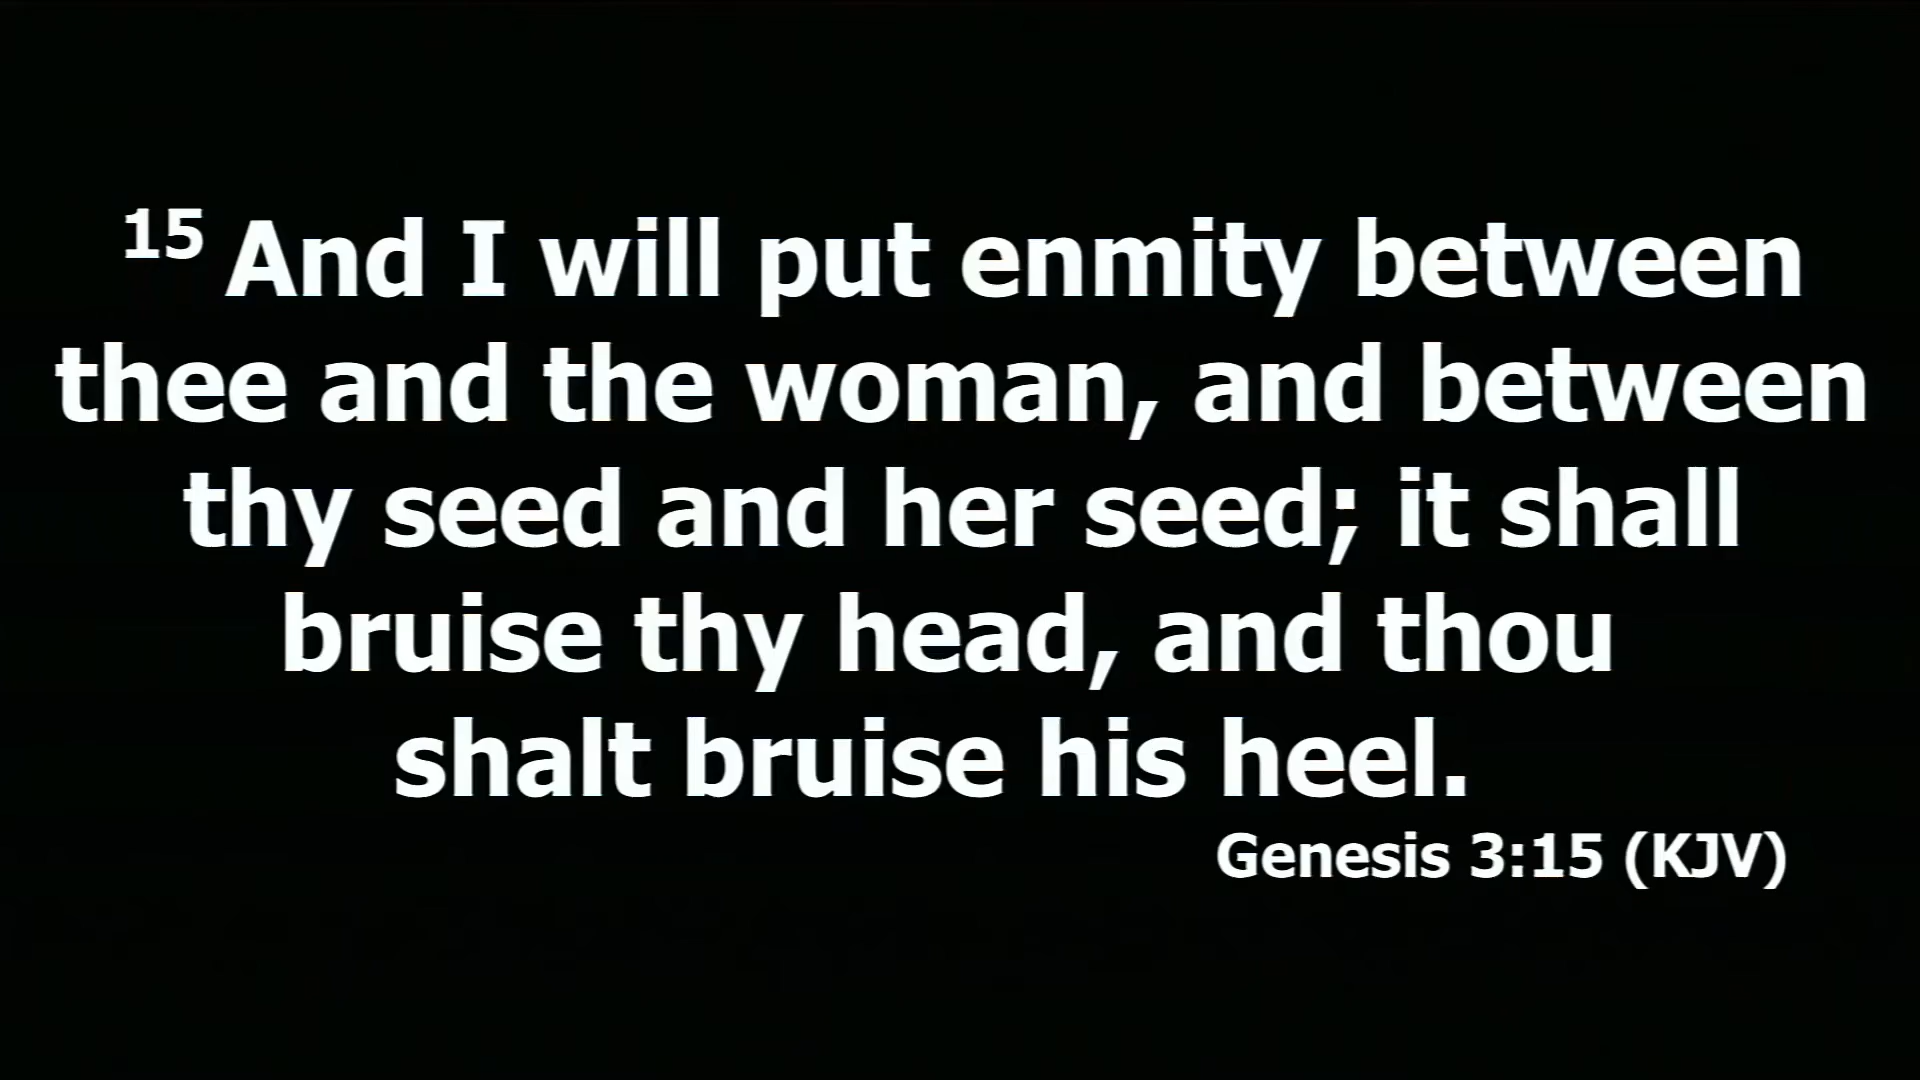 15 And I will put enmity between
thee and the woman, and between
thy seed and her seed; it shall
bruise thy head, and thou
shalt bruise his heel.
Genesis 3:15 (KJV)